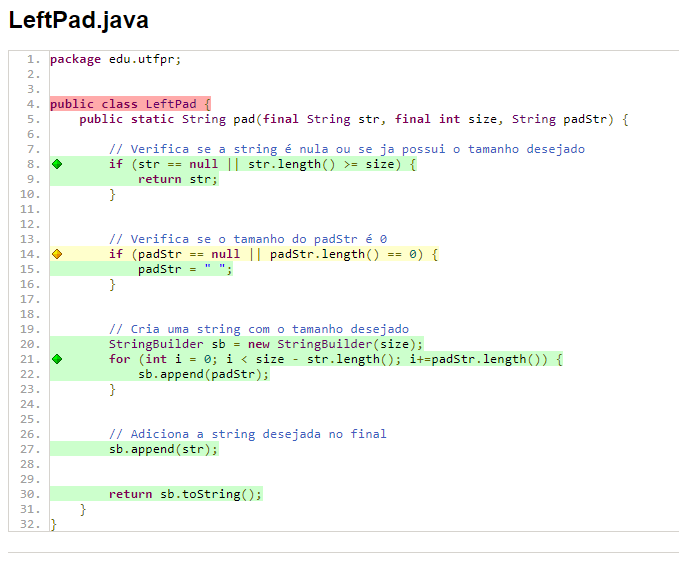 LeftPad.java
1. package edu.utfpr;
2.
3.
4. public class LeftPad {
5.     public static String pad(final String str, final int size, String padStr) {
6.
7.         // Verifica se a string é nula ou se ja possui o tamanho desejado
8.         if (str == null || str.length() >= size) {
9.             return str;
10.         }
11.
12.
13.         // Verifica se o tamanho do padStr é 0
14.         if (padStr == null || padStr.length() == 0) {
15.             padStr = " ";
16.         }
17.
18.
19.         // Cria uma string com o tamanho desejado
20.         StringBuilder sb = new StringBuilder(size);
21.         for (int i = 0; i < size - str.length(); i+=padStr.length()) {
22.             sb.append(padStr);
23.         }
24.
25.
26.         // Adiciona a string desejada no final
27.         sb.append(str);
28.
29.
30.         return sb.toString();
31.     }
32. }